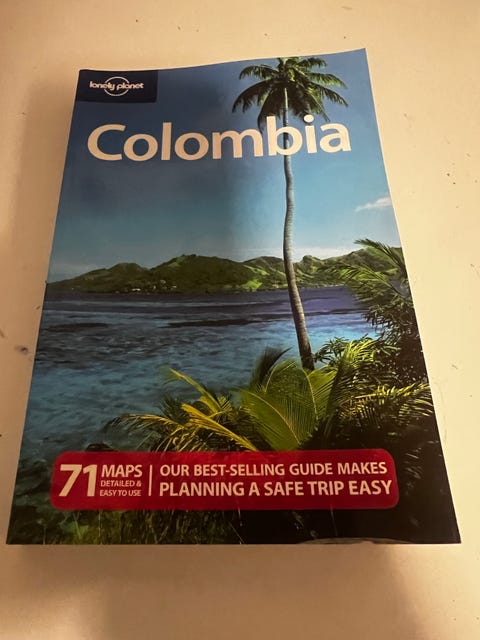 lonely planet
Colombia
71 MAPS
DETAILED &
EASY TO USE
OUR BEST-SELLING GUIDE MAKES
PLANNING A SAFE TRIP EASY